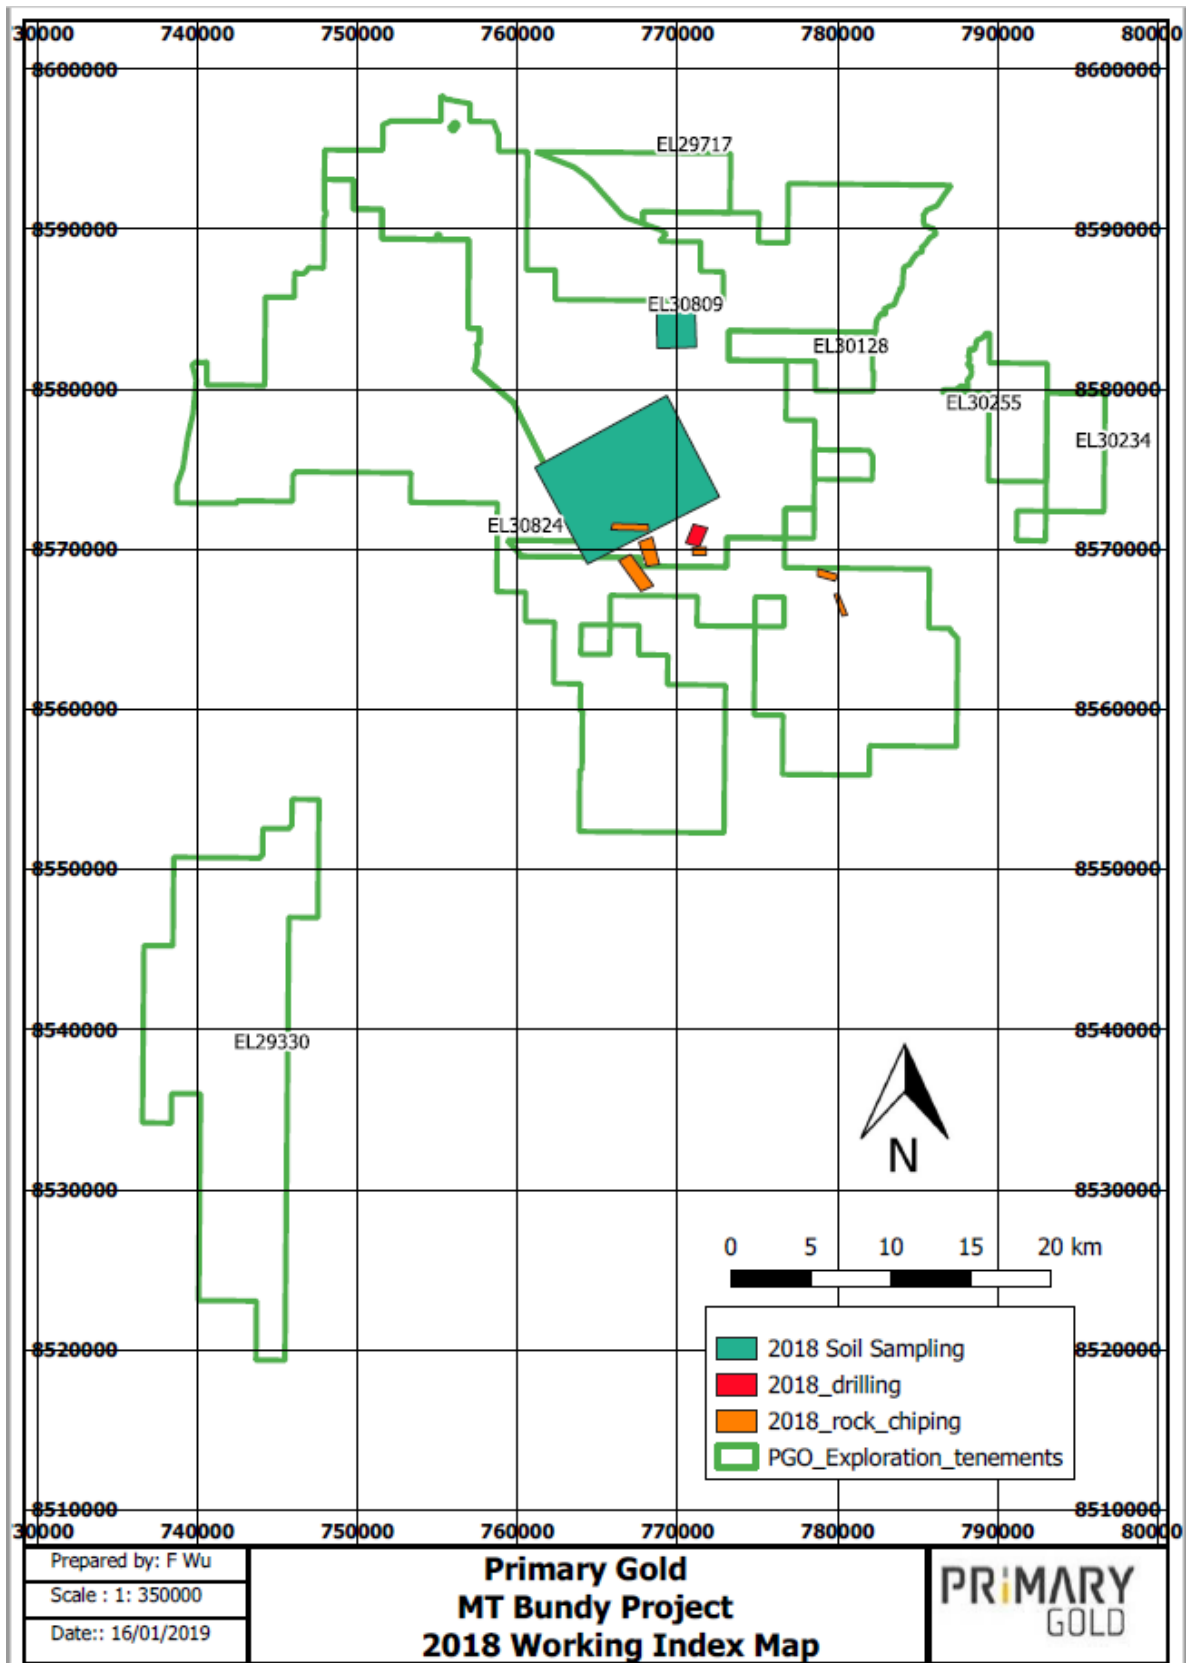 30000 740000 750000 760000 770000 780000 790000 80000
8600000 8600000
EL29717
8590000 8590000
EL30809
EL30128
8580000 8580000
EL30255
EL30234
EL30824
8570000 8570000
8560000 8560000
8550000 8550000
8540000 8540000
EL29330
N
8530000 8530000
0 5 10 15 20 km
8520000 8520000
2018 Soil Sampling
2018_drilling
2018_rock_chiping
PGO_Exploration_tenements
8510000 8510000
30000 740000 750000 760000 770000 780000 790000 80000
Prepared by: F Wu
Scale : 1: 350000
Date:: 16/01/2019
Primary Gold
MT Bundy Project
2018 Working Index Map
PRiMARY
GOLD